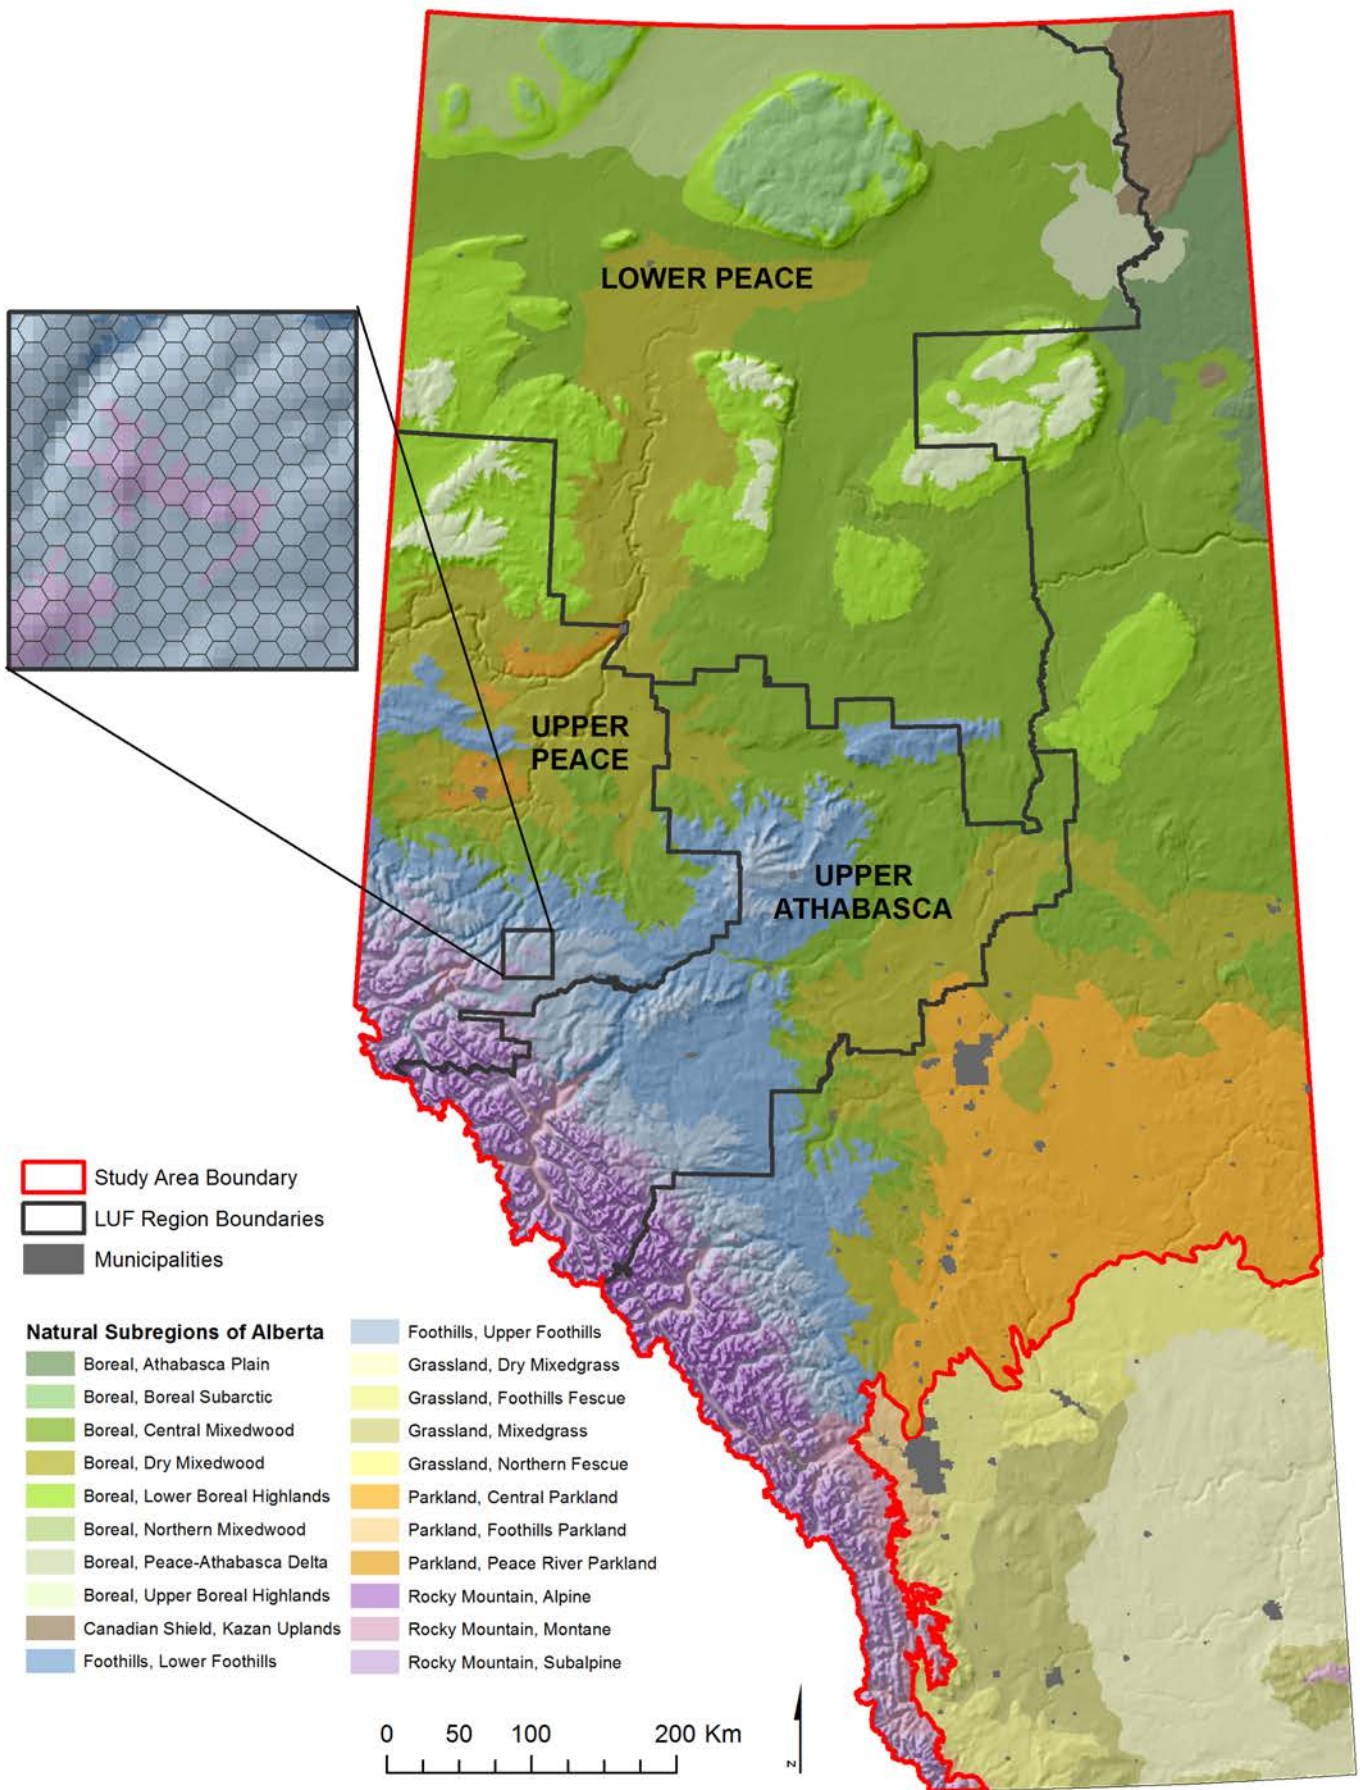 LOWER PEACE
UPPER
PEACE
UPPER
ATHABASCA
Study Area Boundary
LUF Region Boundaries
Municipalities
Natural Subregions of Alberta
Boreal, Athabasca Plain
Boreal, Boreal Subarctic
Boreal, Central Mixedwood
Boreal, Dry Mixedwood
Boreal, Lower Boreal Highlands
Boreal, Northern Mixedwood
Boreal, Peace-Athabasca Delta
Boreal, Upper Boreal Highlands
Canadian Shield, Kazan Uplands
Foothills, Lower Foothills
Foothills, Upper Foothills
Grassland, Dry Mixedgrass
Grassland, Foothills Fescue
Grassland, Mixedgrass
Grassland, Northern Fescue
Parkland, Central Parkland
Parkland, Foothills Parkland
Parkland, Peace River Parkland
Rocky Mountain, Alpine
Rocky Mountain, Montane
Rocky Mountain, Subalpine
0 50 100 200 Km
N